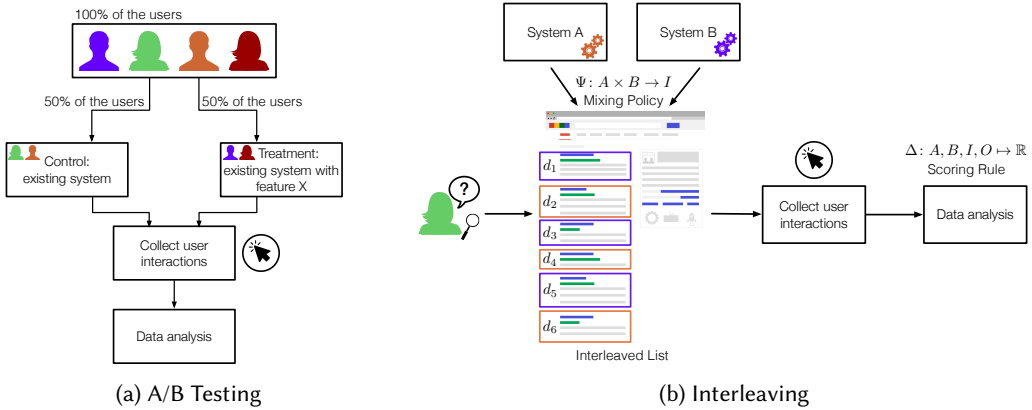 100% of the users
50% of the users
50% of the users
Control:
existing system
Treatment:
existing system with
feature X
Collect user
interactions
Data analysis
(a) A/B Testing
System A
System B
Ψ: A × B → I
Mixing Policy
?
d₁
d₂
d₃
d₄
d₅
d₆
Interleaved List
Collect user
interactions
Δ: A, B, I, O ↦ ℝ
Scoring Rule
Data analysis
(b) Interleaving